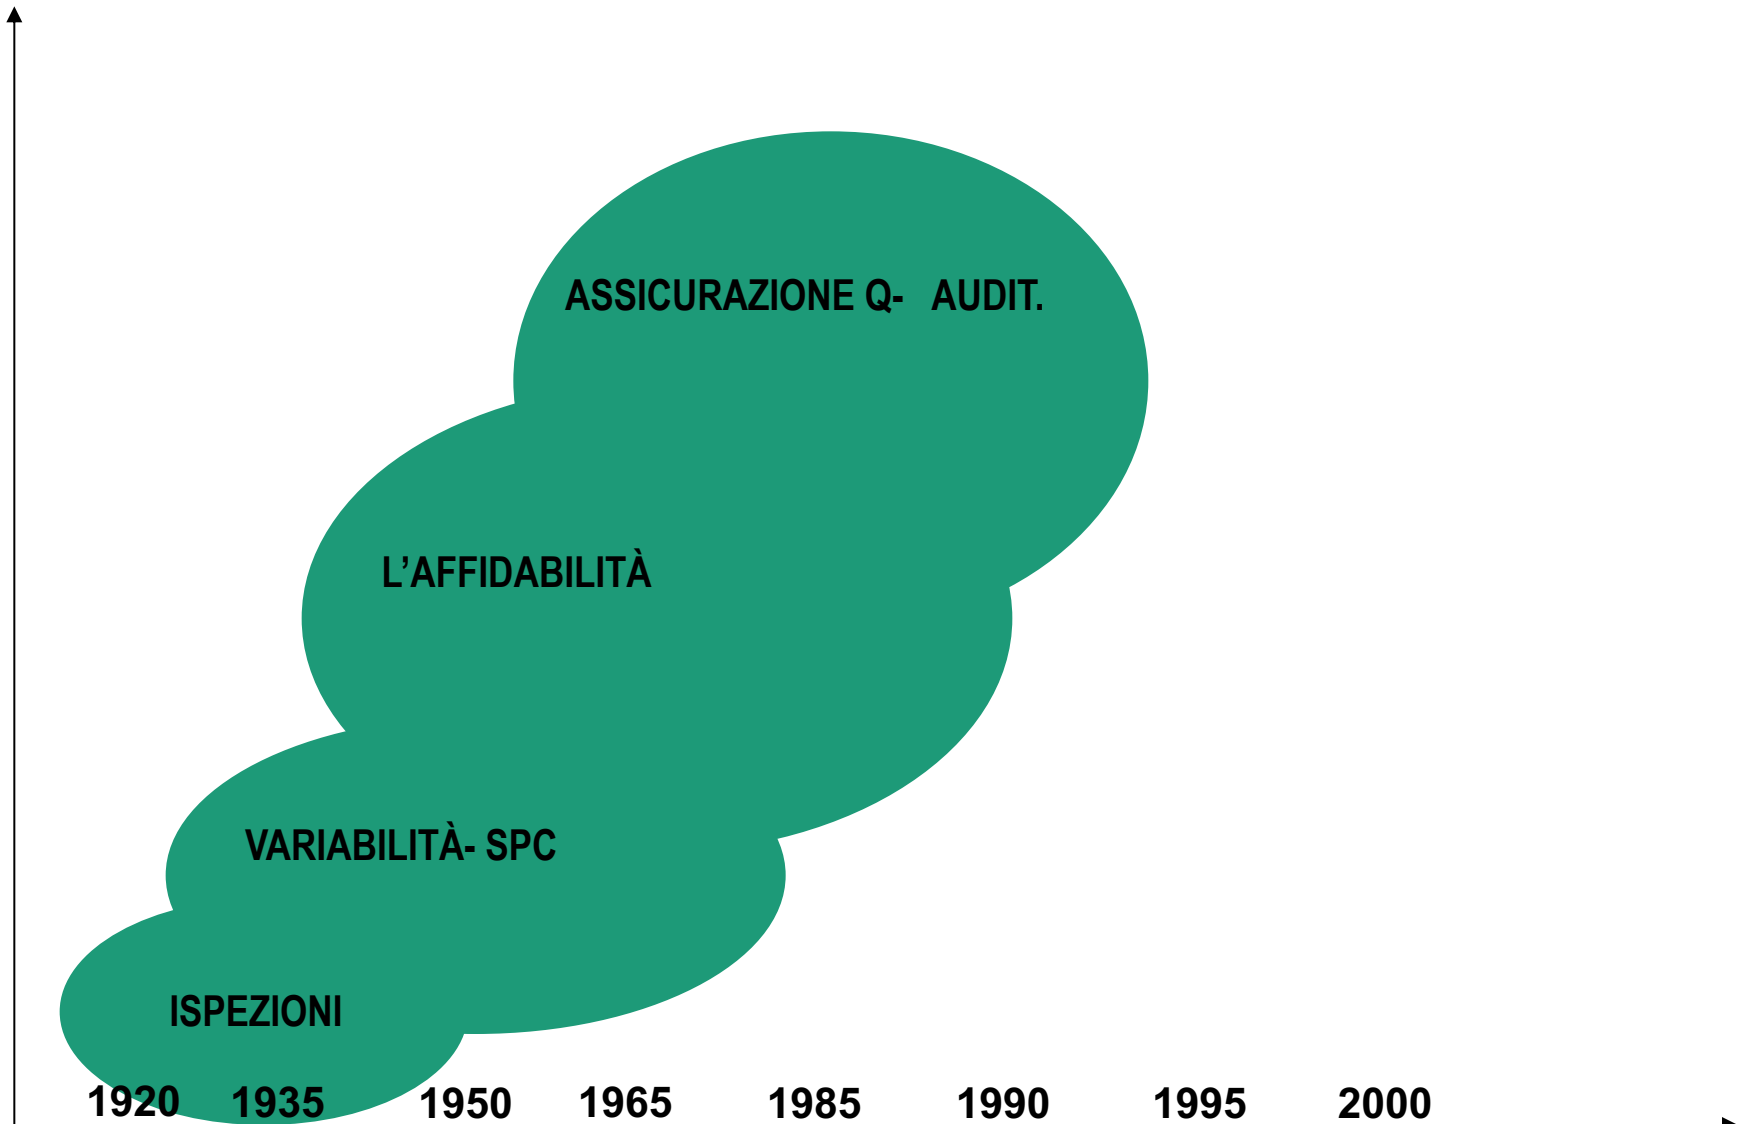 ASSICURAZIONE Q- AUDIT.
L’AFFIDABILITÀ
VARIABILITÀ- SPC
ISPEZIONI
1920 1935 1950 1965 1985 1990 1995 2000